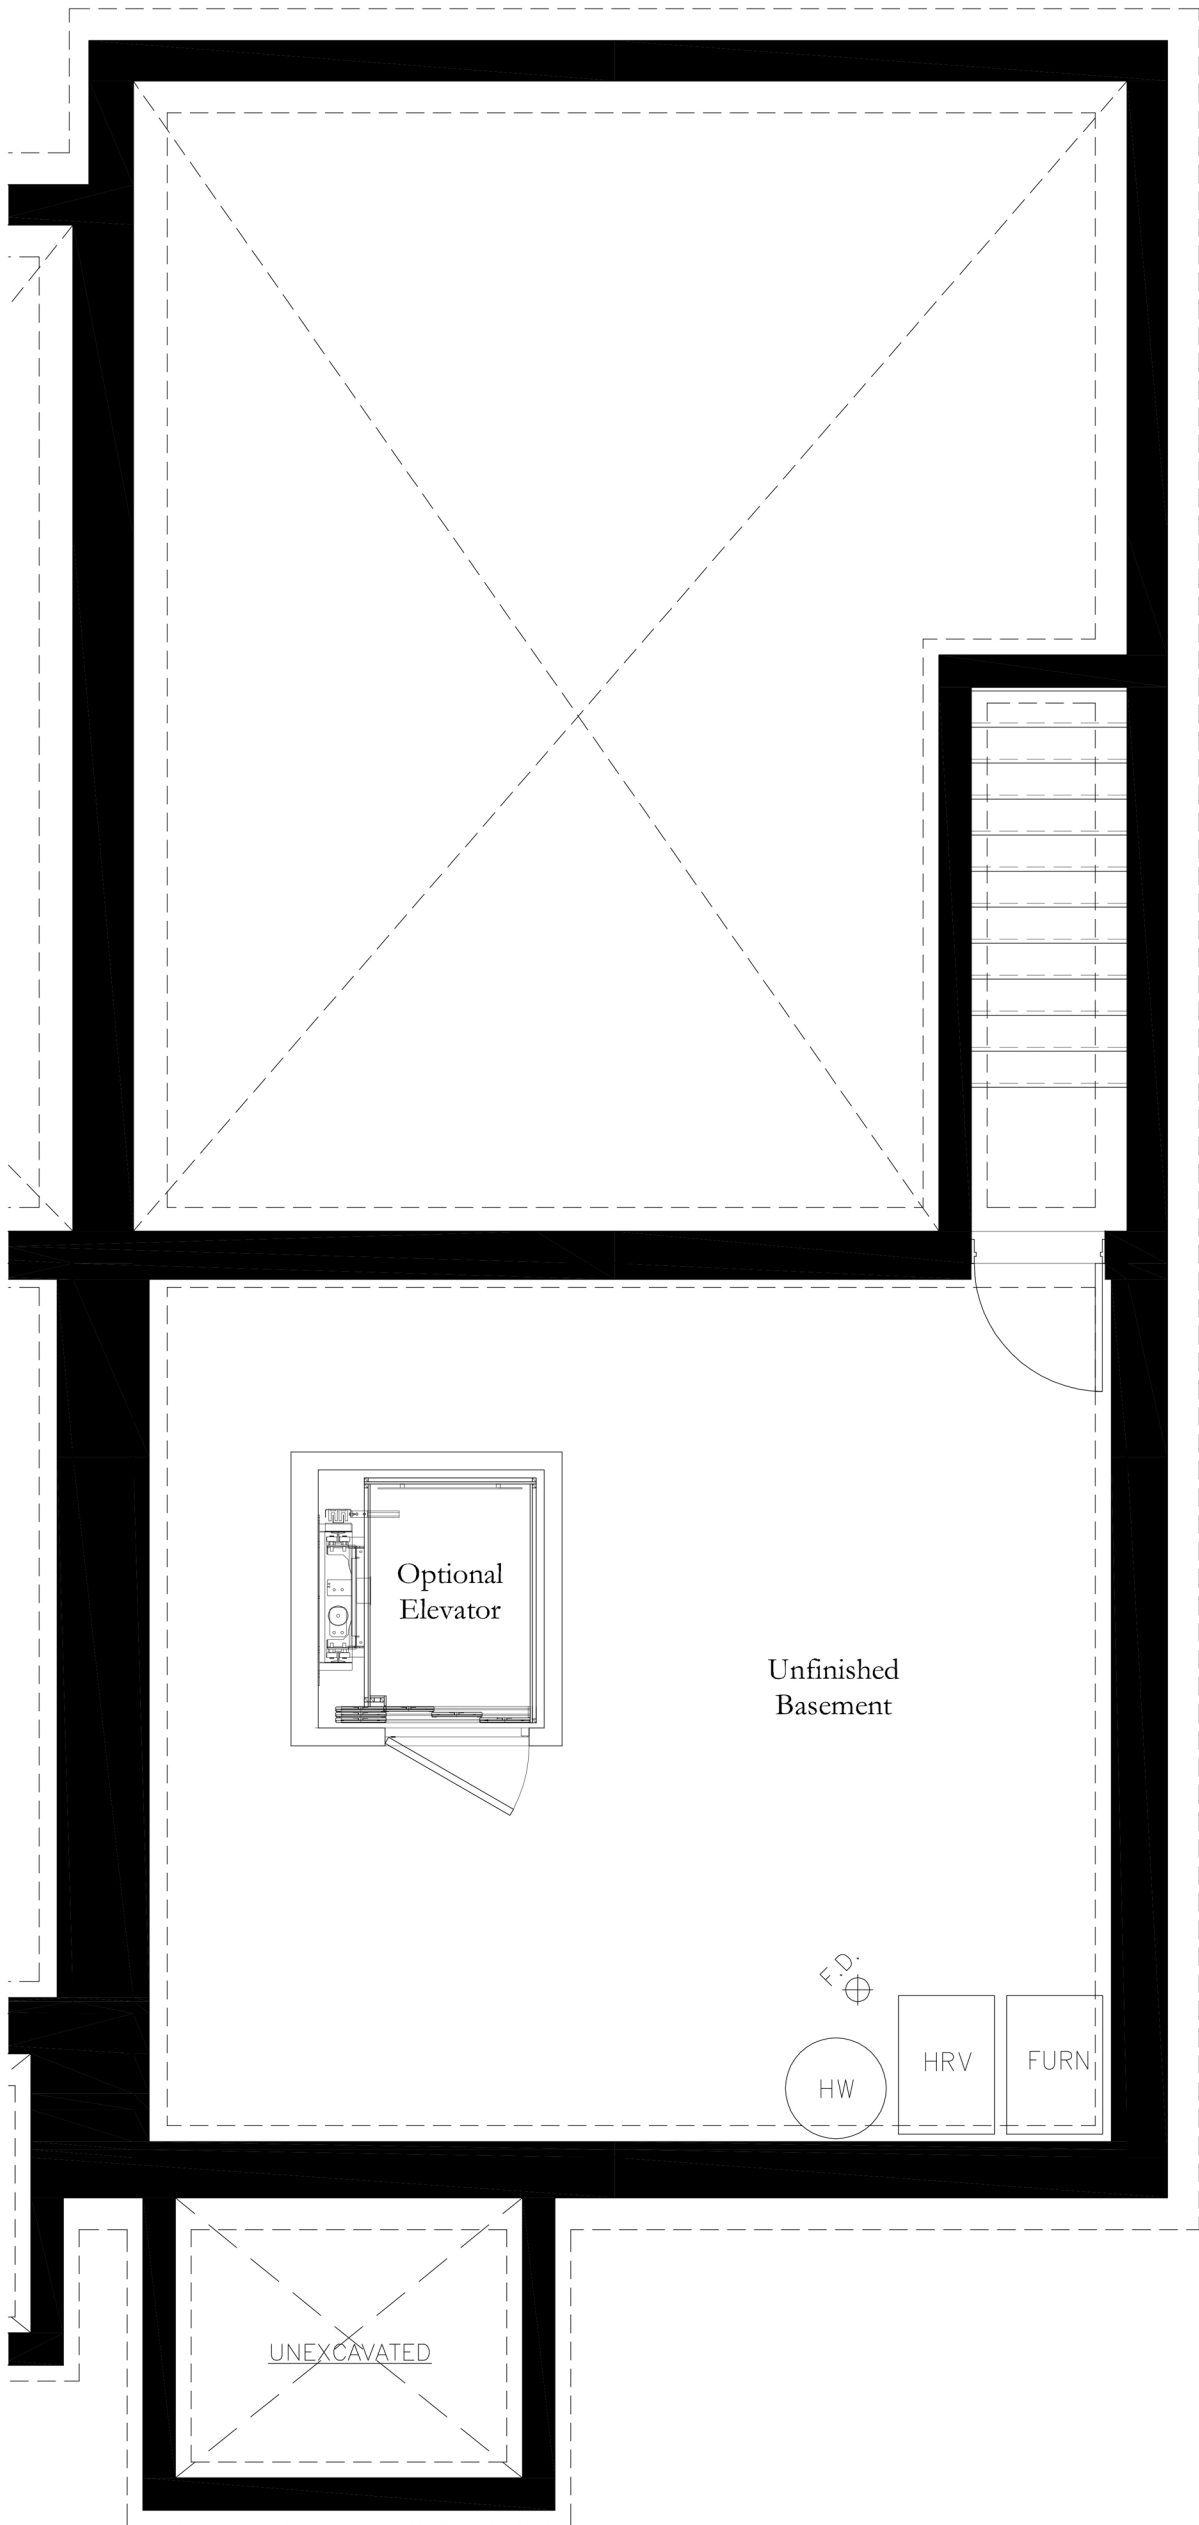 Optional
Elevator
Unfinished
Basement
F.D.
HW
HRV
FURN
UNEXCAVATED